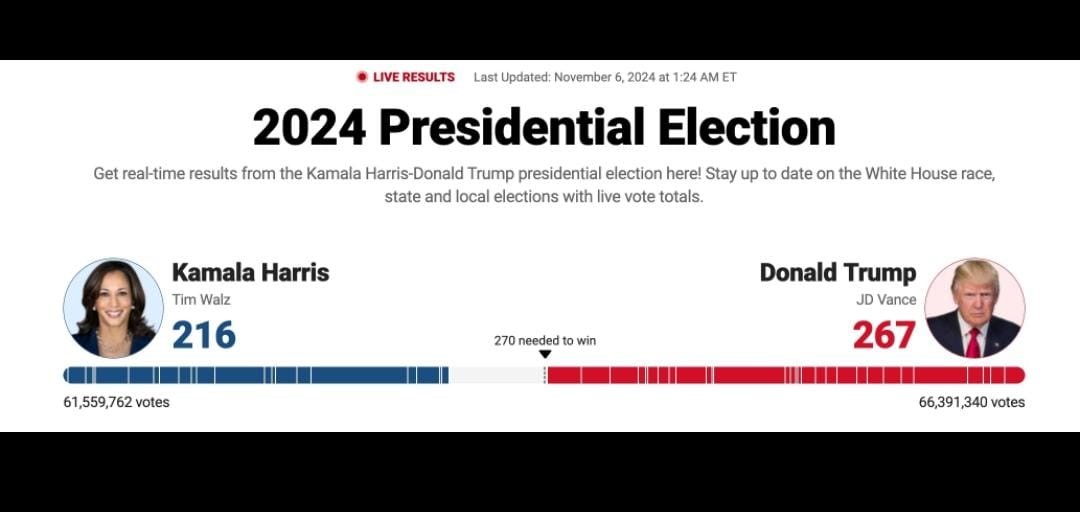 LIVE RESULTS Last Updated: November 6, 2024 at 1:24 AM ET
2024 Presidential Election
Get real-time results from the Kamala Harris-Donald Trump presidential election here! Stay up to date on the White House race,
state and local elections with live vote totals.
Kamala Harris
Tim Walz
216
Donald Trump
JD Vance
267
270 needed to win
61,559,762 votes
66,391,340 votes